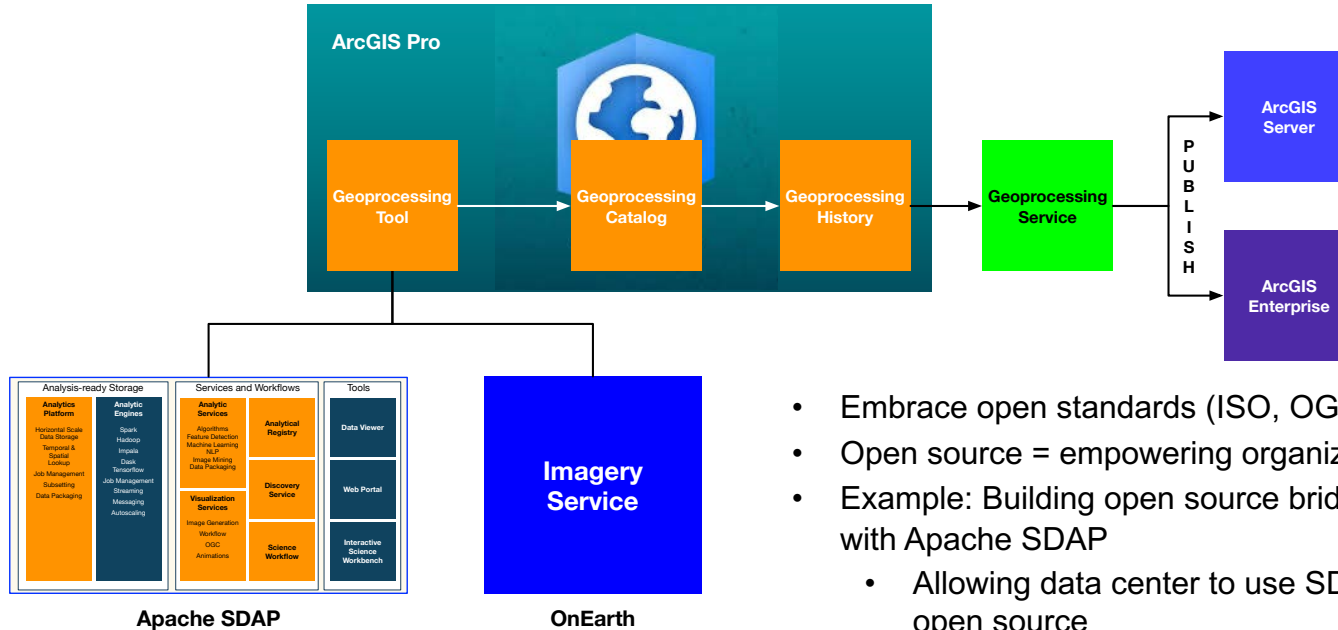 ArcGIS Pro
Geoprocessing
Tool
Geoprocessing
Catalog
Geoprocessing
History
Geoprocessing
Service
PUBLISH
ArcGIS
Server
ArcGIS
Enterprise
Analysis-ready Storage
Analytics
Platform
Horizontal Scale
Data Storage
Temporal &
Spatial
Lookup
Job Management
Subsetting
Data Packaging
Analytic
Engines
Spark
Hadoop
Impala
Dask
Tensorflow
Job Management
Streaming
Messaging
Autoscaling
Services and Workflows
Analytic
Services
Algorithms
Feature Detection
Machine Learning
NLP
Image Mining
Data Packaging
Visualization
Services
Image Generation
Workflow
OGC
Animations
Analytical
Registry
Discovery
Service
Science
Workflow
Tools
Data Viewer
Web Portal
Interactive
Science
Workbench
Apache SDAP
Imagery
Service
OnEarth
• Embrace open standards (ISO, OG
• Open source = empowering organiz
• Example: Building open source brid
with Apache SDAP
• Allowing data center to use SD
open source